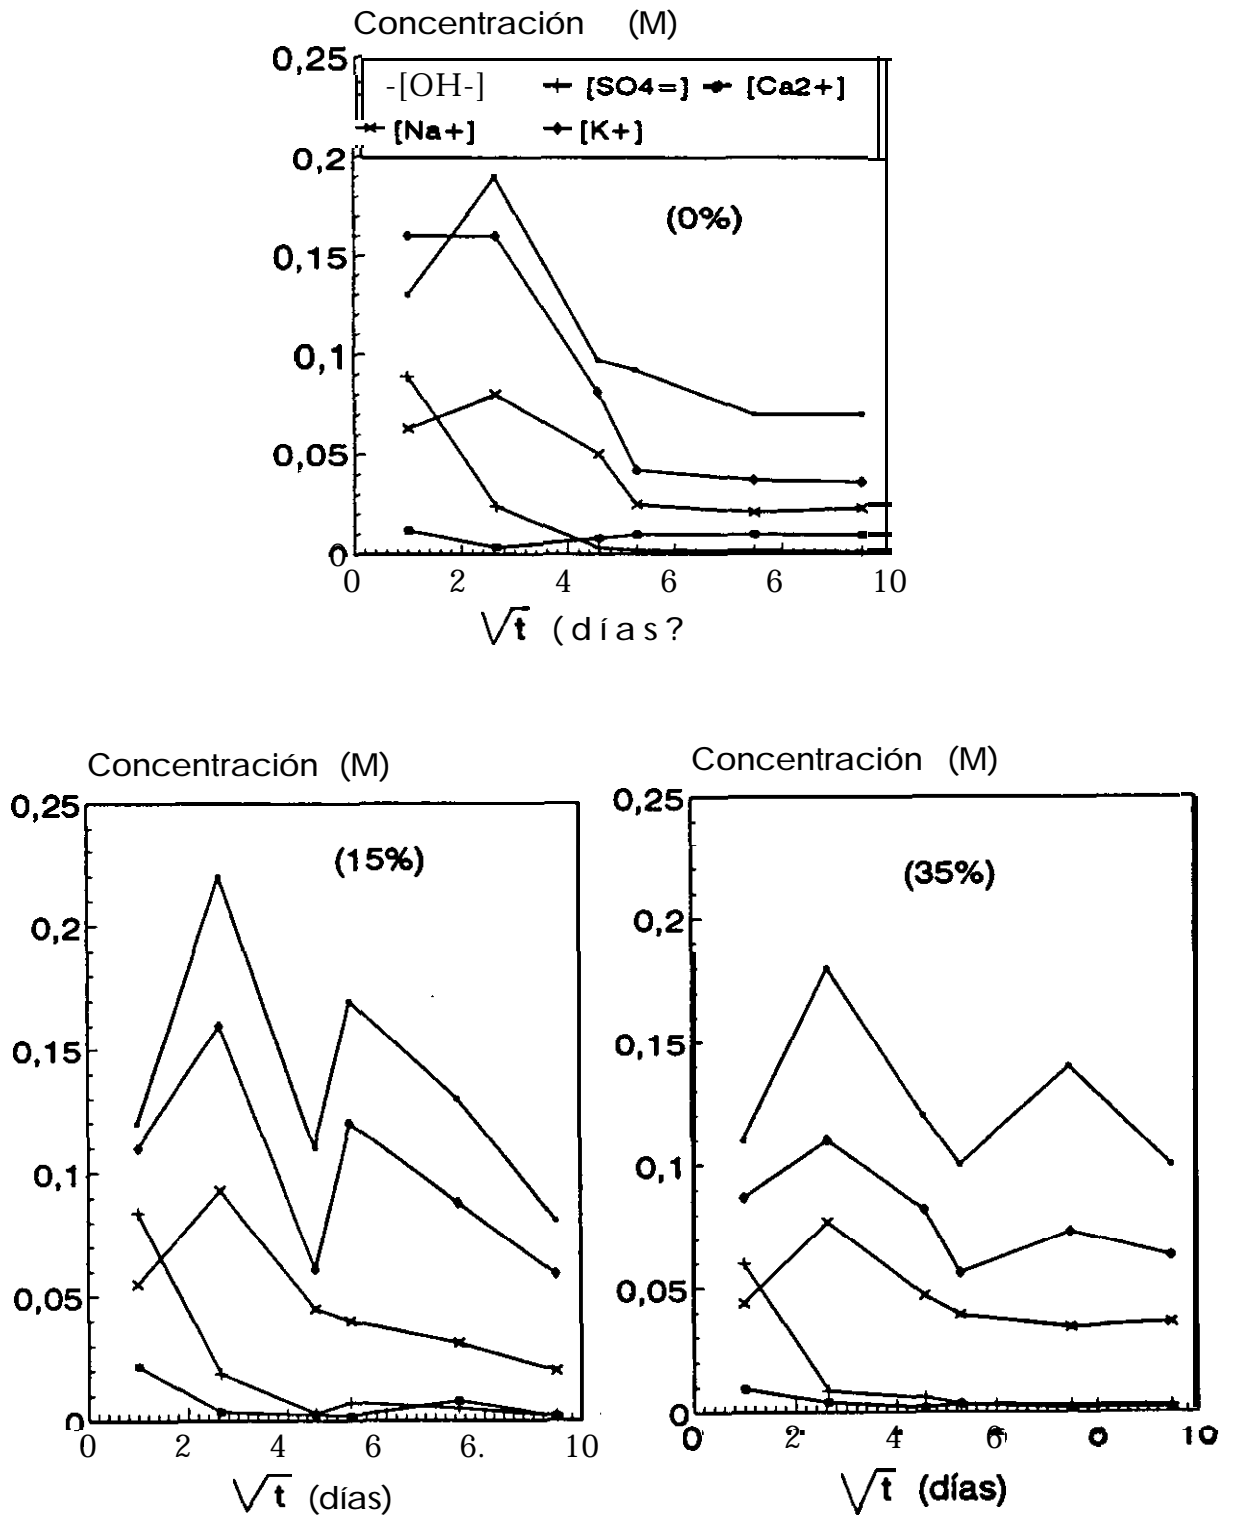 Concentración (M)
0,25
-[OH-] [SO4=] [Ca2+]
[Na+] [K+]
0,2
(0%)
0,15
0,1
0,05
0
0 2 4 6 6 10
√t (días?
Concentración (M)
0,25
(15%)
0,2
0,15
0,1
0,05
0
0 2 4 6 6. 10
√t (días)
Concentración (M)
0,25
(35%)
0,2
0,15
0,1
0,05
0
0 2 4 6 0 10
√t (días)